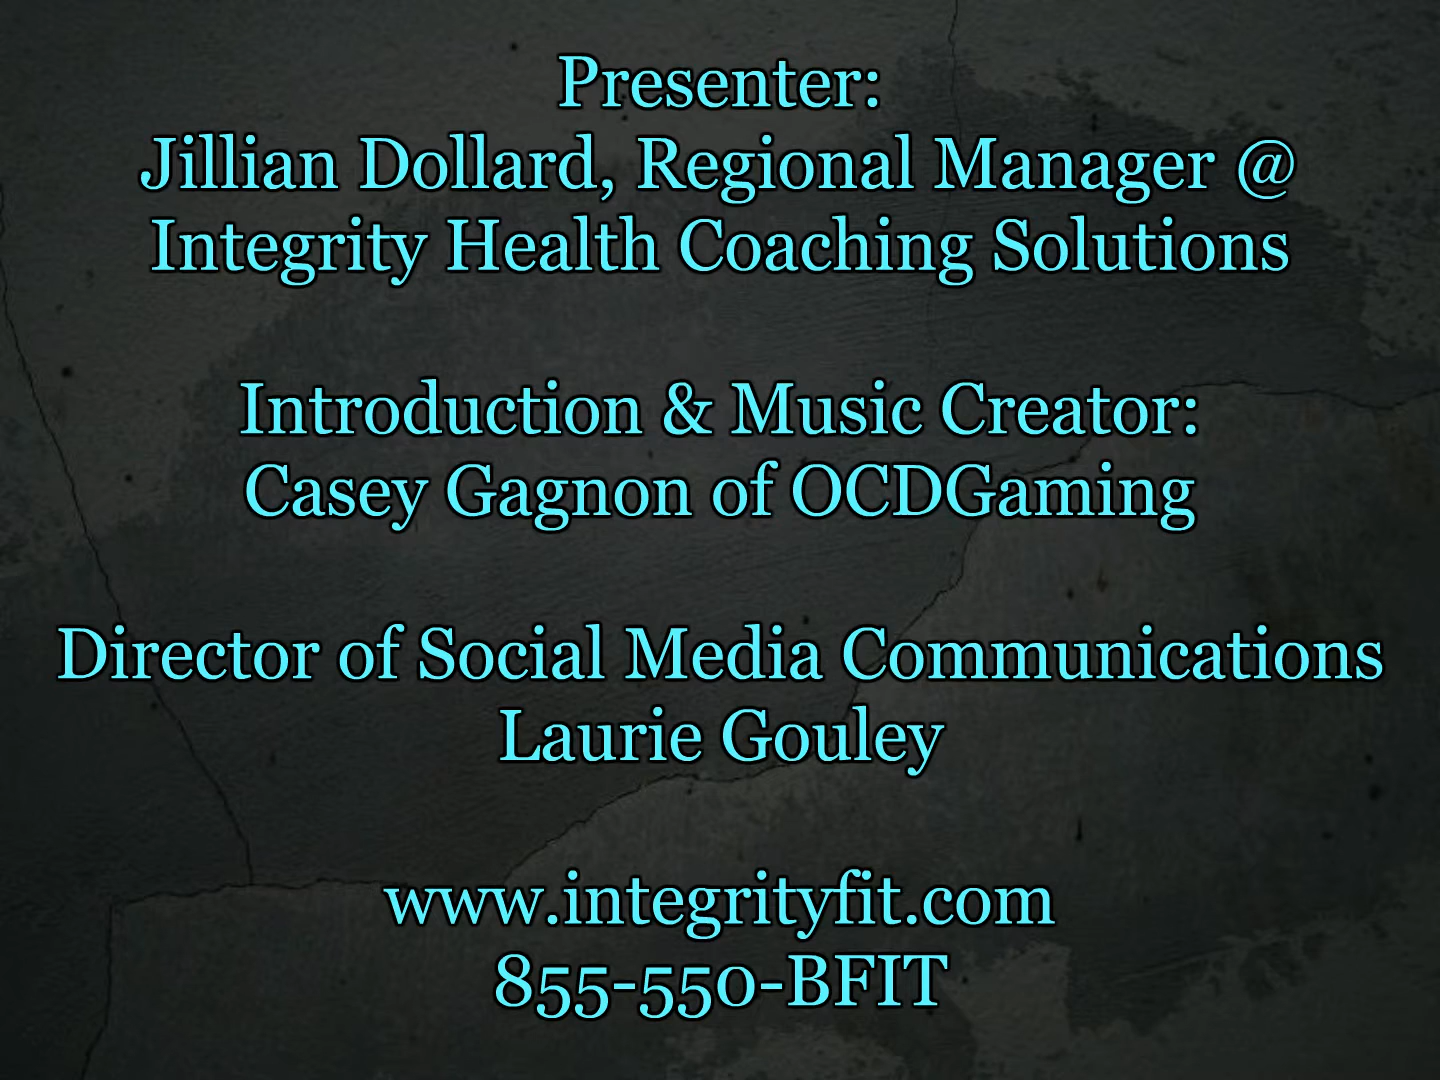 Presenter:
Jillian Dollard, Regional Manager @
Integrity Health Coaching Solutions
Introduction & Music Creator:
Casey Gagnon of OCDGaming
Director of Social Media Communications
Laurie Gouley
www.integrityfit.com
855-550-BFIT